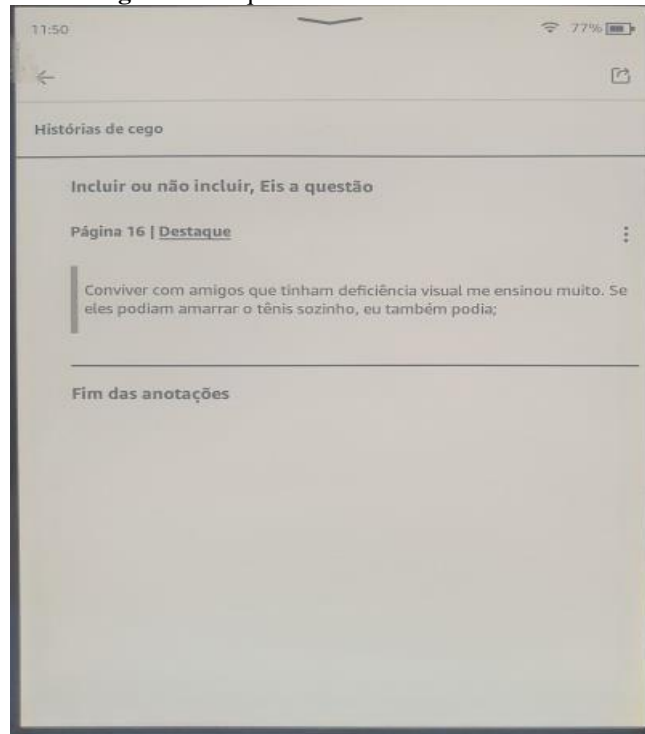 11:50 77%
Histórias de cego
Incluir ou não incluir, Eis a questão
Página 16 | Destaque
Conviver com amigos que tinham deficiência visual me ensinou muito. Se
eles podiam amarrar o tênis sozinho, eu também podia;
Fim das anotações